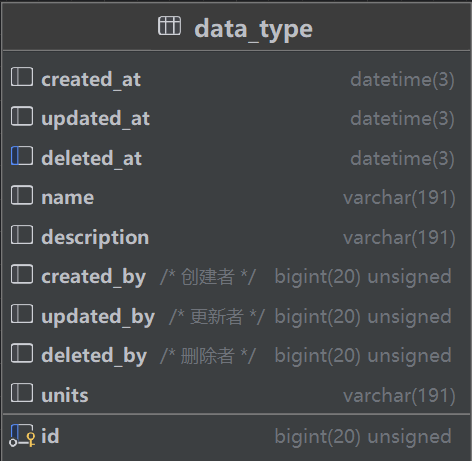 data_type
created_at datetime(3)
updated_at datetime(3)
deleted_at datetime(3)
name varchar(191)
description varchar(191)
created_by /* 创建者 */ bigint(20) unsigned
updated_by /* 更新者 */ bigint(20) unsigned
deleted_by /* 删除者 */ bigint(20) unsigned
units varchar(191)
id bigint(20) unsigned